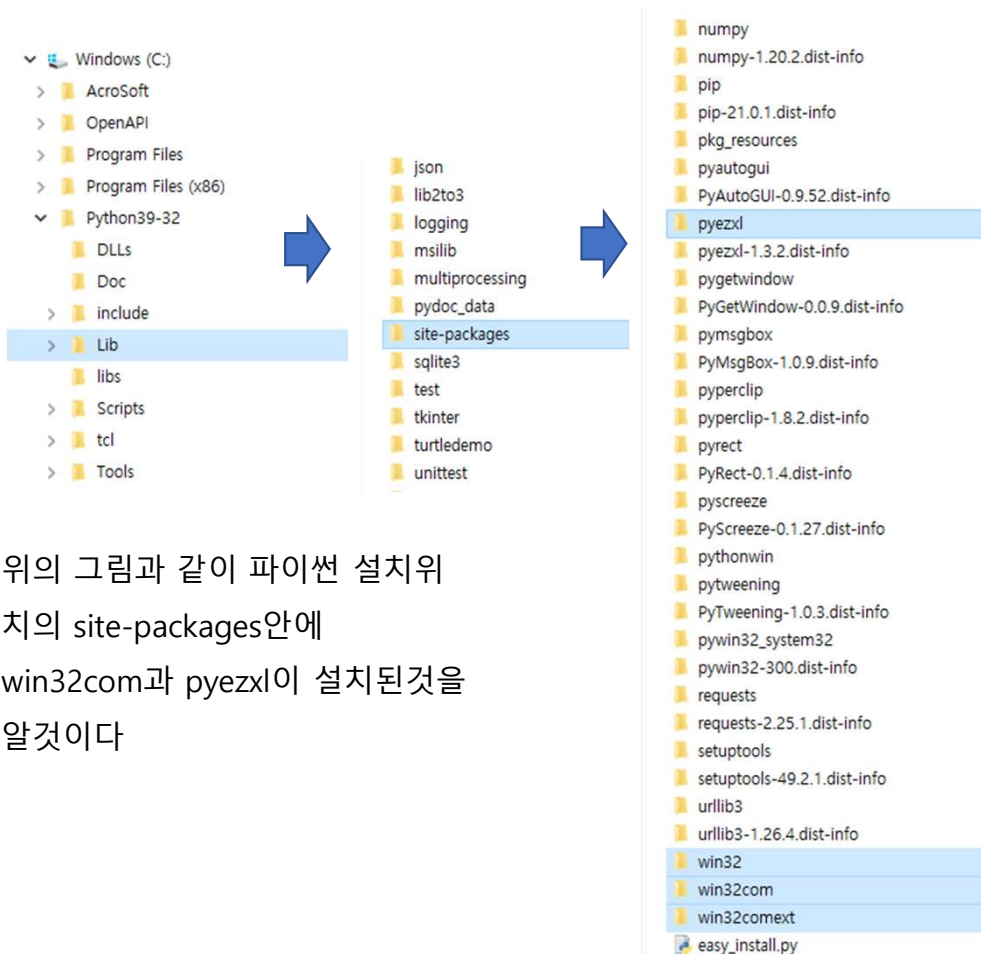 Windows (C:)
AcroSoft
OpenAPI
Program Files
Program Files (x86)
Python39-32
DLLs
Doc
include
Lib
libs
Scripts
tcl
Tools
json
lib2to3
logging
msilib
multiprocessing
pydoc_data
site-packages
sqlite3
test
tkinter
turtledemo
unittest
numpy
numpy-1.20.2.dist-info
pip
pip-21.0.1.dist-info
pkg_resources
pyautogui
PyAutoGUI-0.9.52.dist-info
pyezxl
pyezxl-1.3.2.dist-info
pygetwindow
PyGetWindow-0.0.9.dist-info
pymsgbox
PyMsgBox-1.0.9.dist-info
pyperclip
pyperclip-1.8.2.dist-info
pyrect
PyRect-0.1.4.dist-info
pyscreeze
PyScreeze-0.1.27.dist-info
pythonwin
pytweening
PyTweening-1.0.3.dist-info
pywin32_system32
pywin32-300.dist-info
requests
requests-2.25.1.dist-info
setuptools
setuptools-49.2.1.dist-info
urllib3
urllib3-1.26.4.dist-info
win32
win32com
win32comext
easy_install.py
위의 그림과 같이 파이썬 설치위
치의 site-packages안에
win32com과 pyezxl이 설치된것을
알것이다